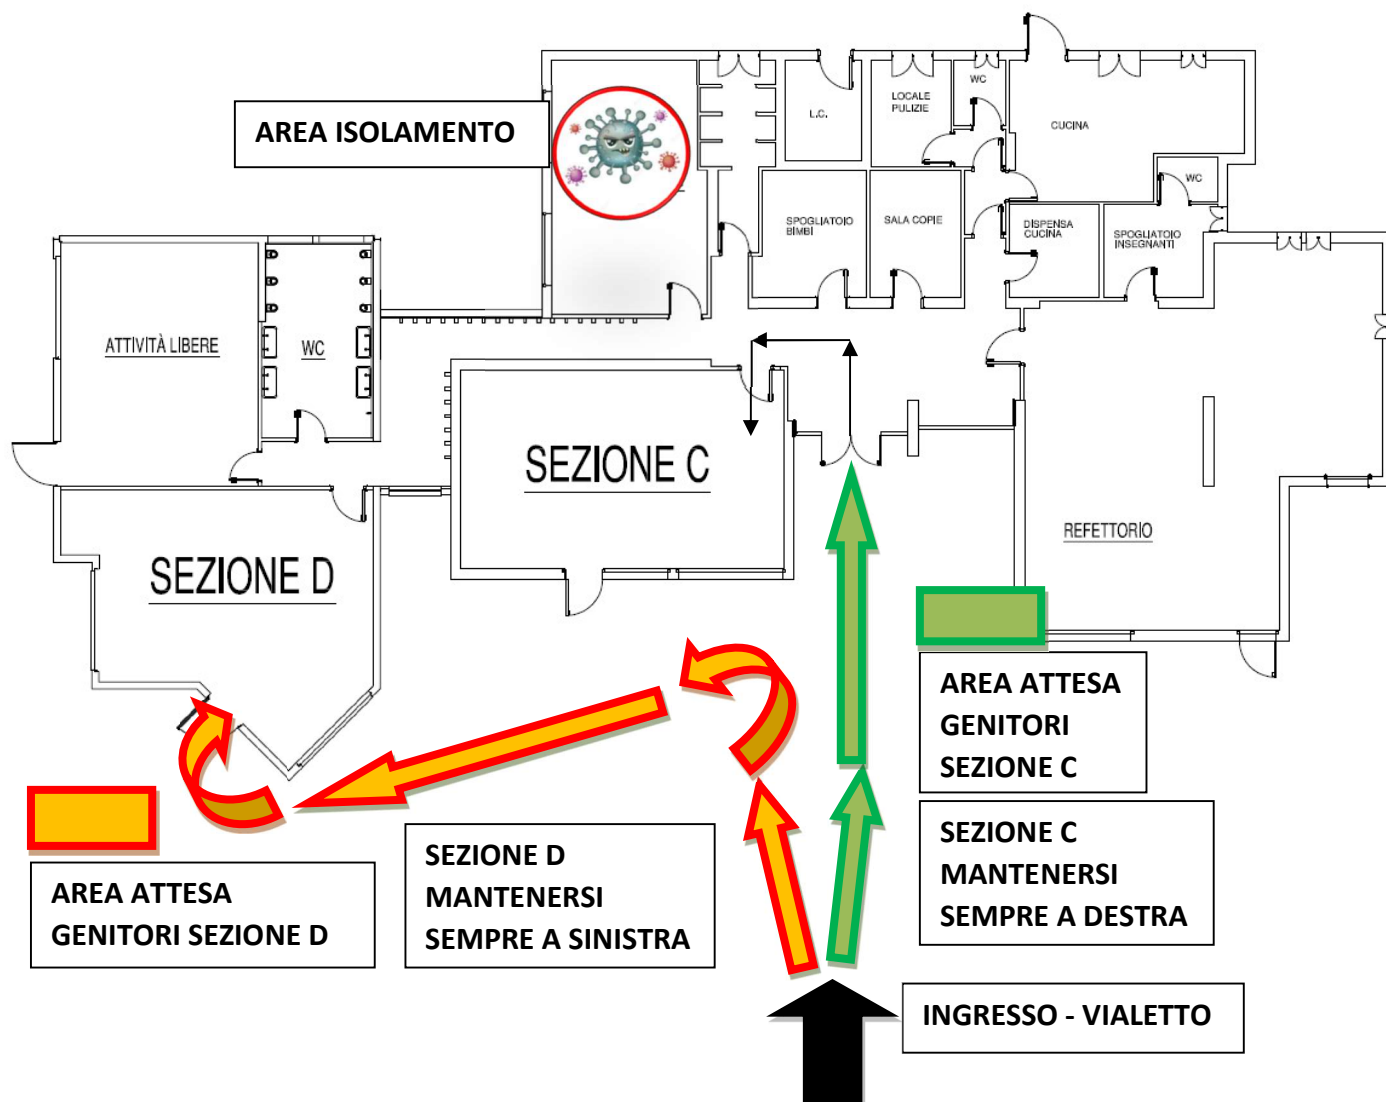 AREA ISOLAMENTO
L.C.
LOCALE
PULIZIE
WC
CUCINA
WC
SPOGLIATOIO
BIMBI
SALA COPIE
DISPENSA
CUCINA
SPOGLIATOIO
INSEGNANTI
ATTIVITÀ LIBERE
WC
SEZIONE C
SEZIONE D
REFETTORIO
AREA ATTESA
GENITORI
SEZIONE C
SEZIONE C
MANTENERSI
SEMPRE A DESTRA
SEZIONE D
MANTENERSI
SEMPRE A SINISTRA
AREA ATTESA
GENITORI SEZIONE D
INGRESSO - VIALETTO